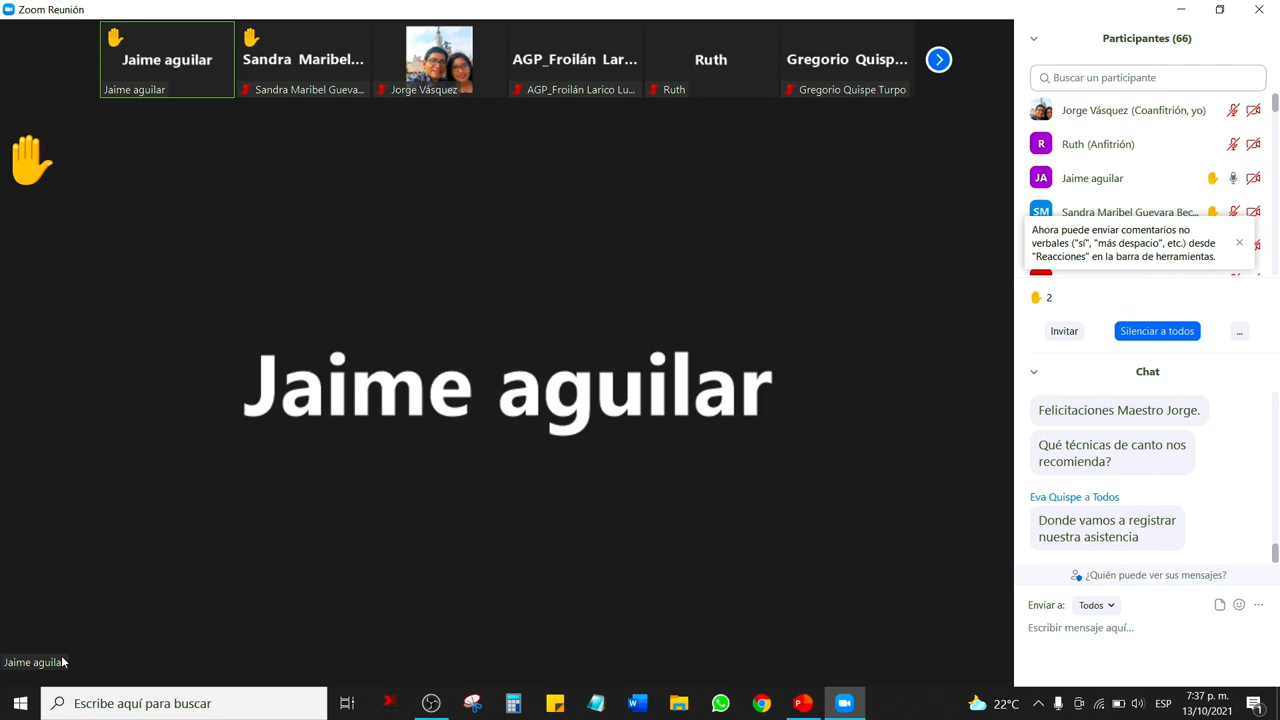 Zoom Reunión
Jaime aguilar
Jaime aguilar
Sandra Maribel...
Sandra Maribel Gueva...
Jorge Vásquez
AGP_Froilán Lar...
AGP_Froilán Larico Lu...
Ruth
Ruth
Gregorio Quisp...
Gregorio Quispe Turpo
Jaime aguilar
Jaime aguilar
Participantes (66)
Buscar un participante
Jorge Vásquez (Coanfitrión, yo)
R
Ruth (Anfitrión)
JA
Jaime aguilar
SM
Sandra Maribel Guevara Bec...
Ahora puede enviar comentarios no
verbales ("sí", "más despacio", etc.) desde
"Reacciones" en la barra de herramientas.
2
Invitar
Silenciar a todos
...
Chat
Felicitaciones Maestro Jorge.
Qué técnicas de canto nos
recomienda?
Eva Quispe a Todos
Donde vamos a registrar
nuestra asistencia
¿Quién puede ver sus mensajes?
Enviar a: Todos
Escribir mensaje aquí...
Escribe aquí para buscar
22°C
ESP
7:37 p. m.
13/10/2021
1